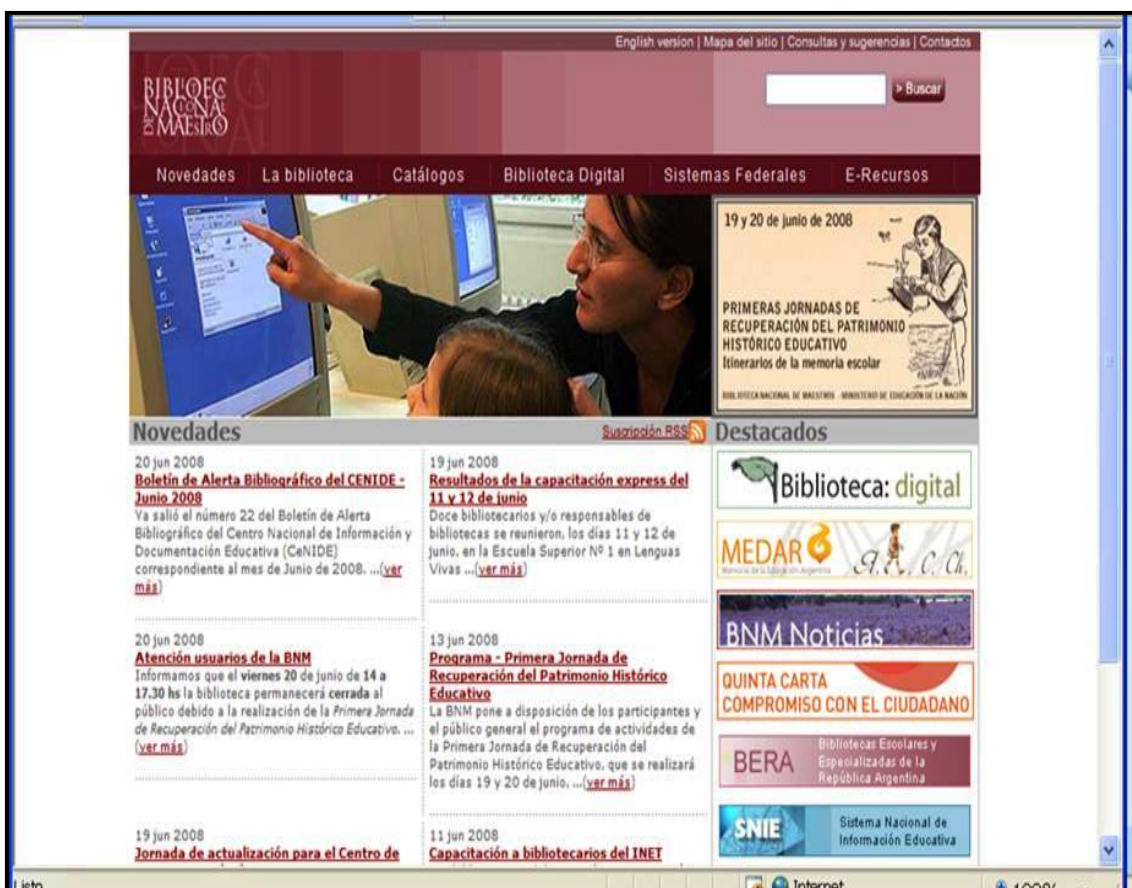 English version | Mapa del sitio | Consultas y sugerencias | Contactos
BIBLIOEC
NACIONAL
DE MAESTRO
> Buscar
Novedades La biblioteca Catálogos Biblioteca Digital Sistemas Federales E-Recursos
19 y 20 de junio de 2008
PRIMERAS JORNADAS DE
RECUPERACIÓN DEL PATRIMONIO
HISTÓRICO EDUCATIVO
Itinerarios de la memoria escolar
BIBLIOTECA NACIONAL DE MAESTROS - MINISTERIO DE EDUCACIÓN DE LA NACIÓN
Novedades
Suscripción RSS
20 jun 2008
Boletín de Alerta Bibliográfico del CENIDE -
Junio 2008
Ya salió el número 22 del Boletín de Alerta
Bibliográfico del Centro Nacional de Información y
Documentación Educativa (CeNIDE)
correspondiente al mes de Junio de 2008. ...(ver
más)
20 jun 2008
Atención usuarios de la BNM
Informamos que el viernes 20 de junio de 14 a
17.30 hs la biblioteca permanecerá cerrada al
público debido a la realización de la Primera Jornada
de Recuperación del Patrimonio Histórico Educativo. ...
(ver más)
19 jun 2008
Jornada de actualización para el Centro de
19 jun 2008
Resultados de la capacitación express del
11 y 12 de junio
Doce bibliotecarios y/o responsables de
bibliotecas se reunieron, los días 11 y 12 de
junio, en la Escuela Superior Nº 1 en Lenguas
Vivas ...(ver más)
13 jun 2008
Programa - Primera Jornada de
Recuperación del Patrimonio Histórico
Educativo
La BNM pone a disposición de los participantes y
el público general el programa de actividades de
la Primera Jornada de Recuperación del
Patrimonio Histórico Educativo, que se realizará
los días 19 y 20 de junio, ...(ver más)
11 jun 2008
Capacitación a bibliotecarios del INET
Destacados
Biblioteca: digital
MEDAR
Memoria de la Educación Argentina
A. E. C. Ch.
BNM Noticias
QUINTA CARTA
COMPROMISO CON EL CIUDADANO
BERA
Bibliotecas Escolares y
Especializadas de la
República Argentina
SNIE
Sistema Nacional de
Información Educativa
Listo
Internet
100%